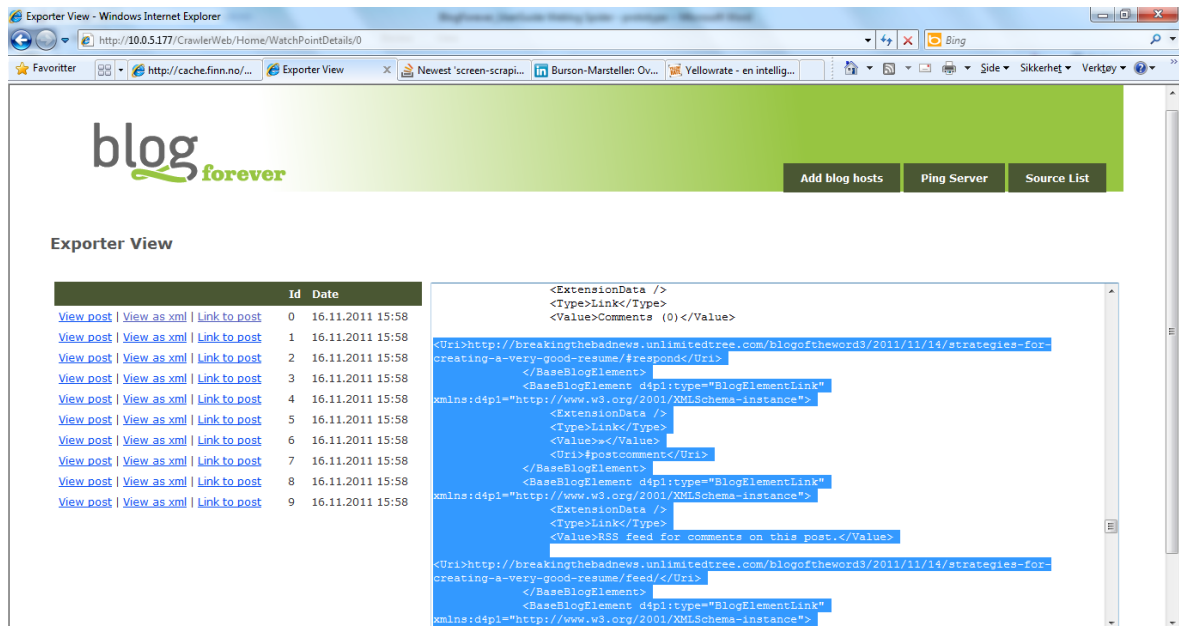 Exporter View - Windows Internet Explorer
http://10.0.5.177/CrawlerWeb/Home/WatchPointDetails/0
Bing
Favoritter
http://cache.finn.no/...
Exporter View
Newest 'screen-scrapi...
Burson-Marsteller: Ov...
Yellowrate - en intellig...
Side
Sikkerhet
Verktøy
blog
forever
Add blog hosts
Ping Server
Source List
Exporter View
Id Date
View post | View as xml | Link to post 0 16.11.2011 15:58
View post | View as xml | Link to post 1 16.11.2011 15:58
View post | View as xml | Link to post 2 16.11.2011 15:58
View post | View as xml | Link to post 3 16.11.2011 15:58
View post | View as xml | Link to post 4 16.11.2011 15:58
View post | View as xml | Link to post 5 16.11.2011 15:58
View post | View as xml | Link to post 6 16.11.2011 15:58
View post | View as xml | Link to post 7 16.11.2011 15:58
View post | View as xml | Link to post 8 16.11.2011 15:58
View post | View as xml | Link to post 9 16.11.2011 15:58
<ExtensionData />
<Type>Link</Type>
<Value>Comments (0)</Value>
<Uri>http://breakingthebadnews.unlimitedtree.com/blogoftheword3/2011/11/14/strategies-for-
creating-a-very-good-resume/#respond</Uri>
</BaseBlogElement>
<BaseBlogElement d4p1:type="BlogElementLink"
xmlns:d4p1="http://www.w3.org/2001/XMLSchema-instance">
<ExtensionData />
<Type>Link</Type>
<Value>»</Value>
<Uri>#postcomment</Uri>
</BaseBlogElement>
<BaseBlogElement d4p1:type="BlogElementLink"
xmlns:d4p1="http://www.w3.org/2001/XMLSchema-instance">
<ExtensionData />
<Type>Link</Type>
<Value>RSS feed for comments on this post.</Value>
<Uri>http://breakingthebadnews.unlimitedtree.com/blogoftheword3/2011/11/14/strategies-for-
creating-a-very-good-resume/feed/</Uri>
</BaseBlogElement>
<BaseBlogElement d4p1:type="BlogElementLink"
xmlns:d4p1="http://www.w3.org/2001/XMLSchema-instance">